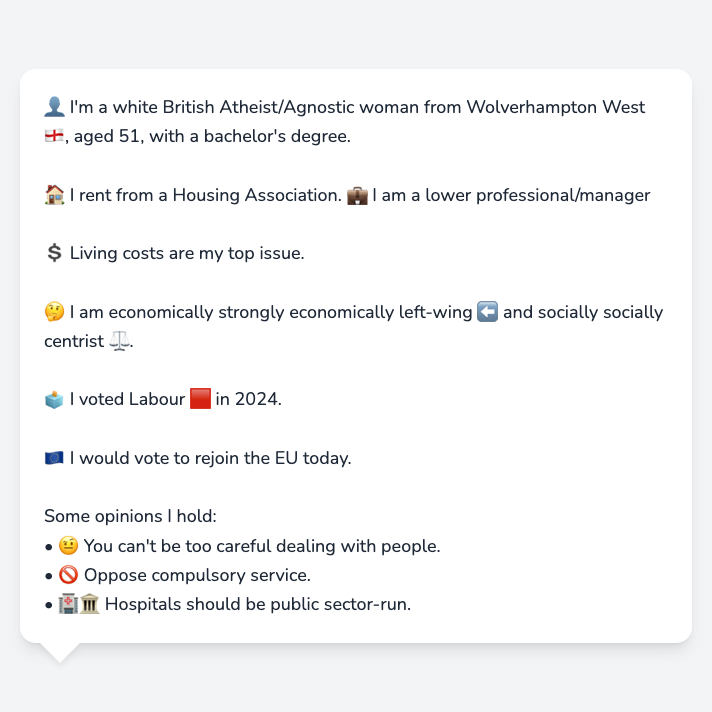 👤 I'm a white British Atheist/Agnostic woman from Wolverhampton West
🏴󠁧󠁢󠁥󠁮󠁧󠁿, aged 51, with a bachelor's degree.
🏠 I rent from a Housing Association. 💼 I am a lower professional/manager
💲 Living costs are my top issue.
🤔 I am economically strongly economically left-wing ⬅️ and socially socially
centrist ⚖️.
🗳️ I voted Labour 🟥 in 2024.
🇪🇺 I would vote to rejoin the EU today.
Some opinions I hold:
• 🤨 You can't be too careful dealing with people.
• 🚫 Oppose compulsory service.
• 🏥🏛️ Hospitals should be public sector-run.